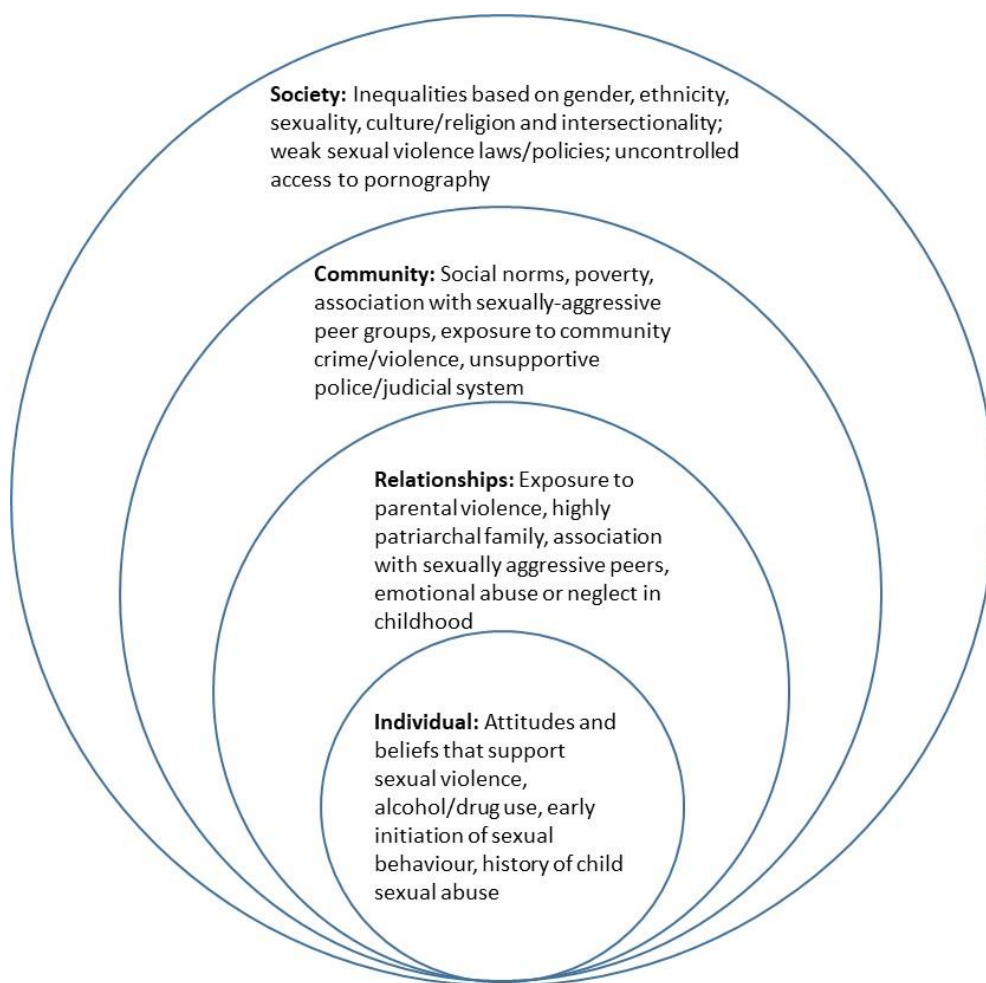 Society: Inequalities based on gender, ethnicity,
sexuality, culture/religion and intersectionality;
weak sexual violence laws/policies; uncontrolled
access to pornography
Community: Social norms, poverty,
association with sexually-aggressive
peer groups, exposure to community
crime/violence, unsupportive
police/judicial system
Relationships: Exposure to
parental violence, highly
patriarchal family, association
with sexually aggressive peers,
emotional abuse or neglect in
childhood
Individual: Attitudes and
beliefs that support
sexual violence,
alcohol/drug use, early
initiation of sexual
behaviour, history of child
sexual abuse